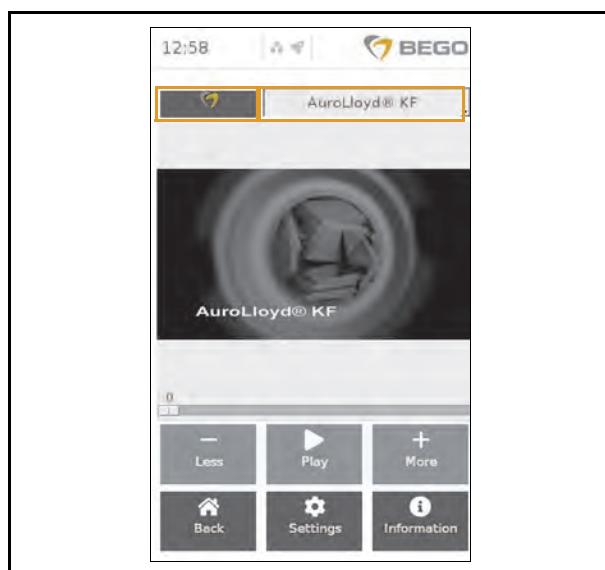 12:58 BEGO
AuroLloyd® KF
AuroLloyd® KF
0
Less Play More
Back Settings Information